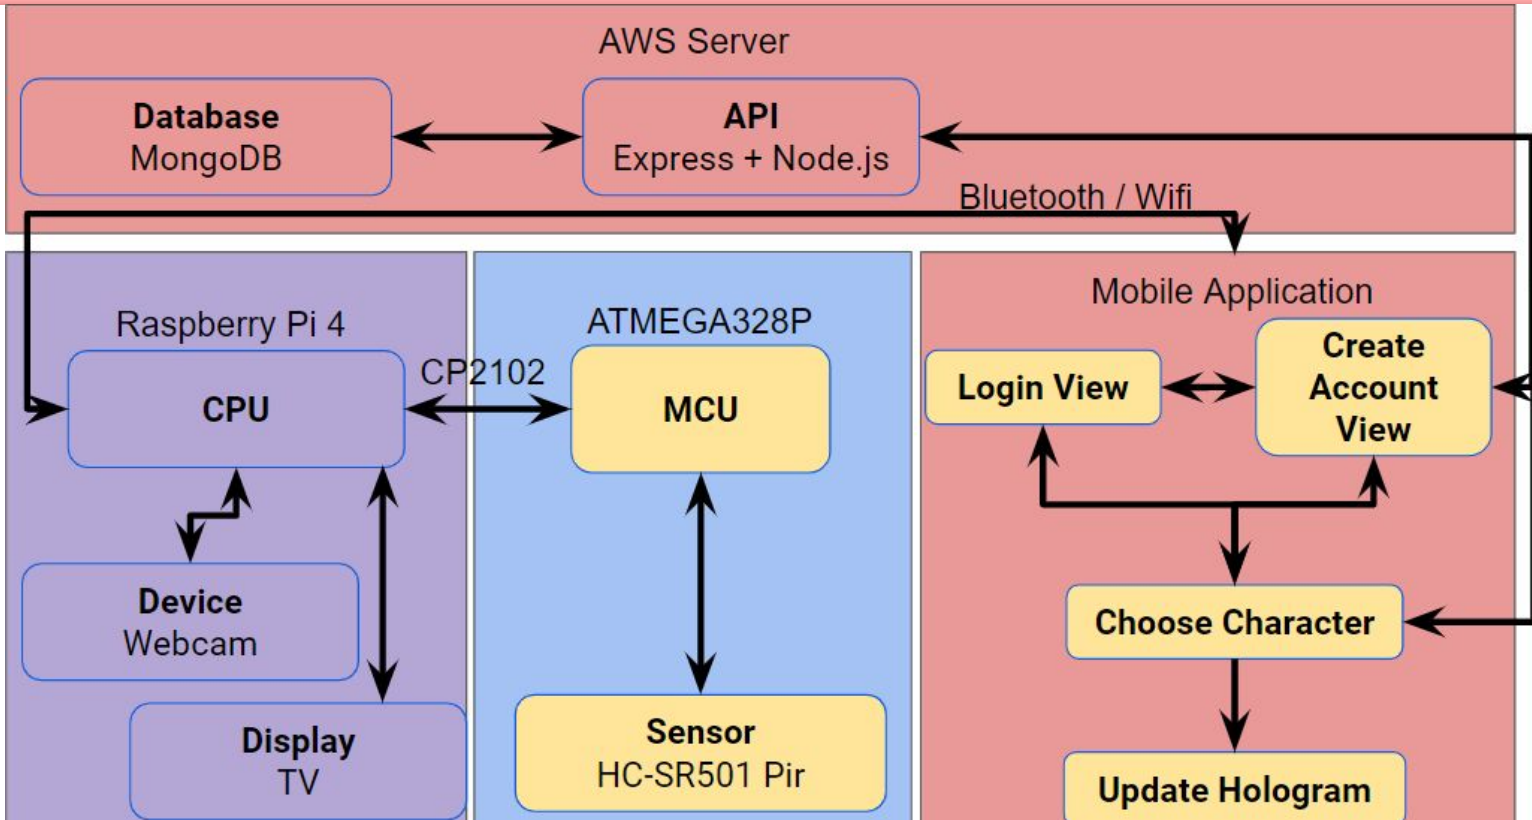 AWS Server
Database
MongoDB
API
Express + Node.js
Bluetooth / Wifi
Raspberry Pi 4
CPU
CP2102
Device
Webcam
Display
TV
ATMEGA328P
MCU
Sensor
HC-SR501 Pir
Mobile Application
Login View
Create
Account
View
Choose Character
Update Hologram